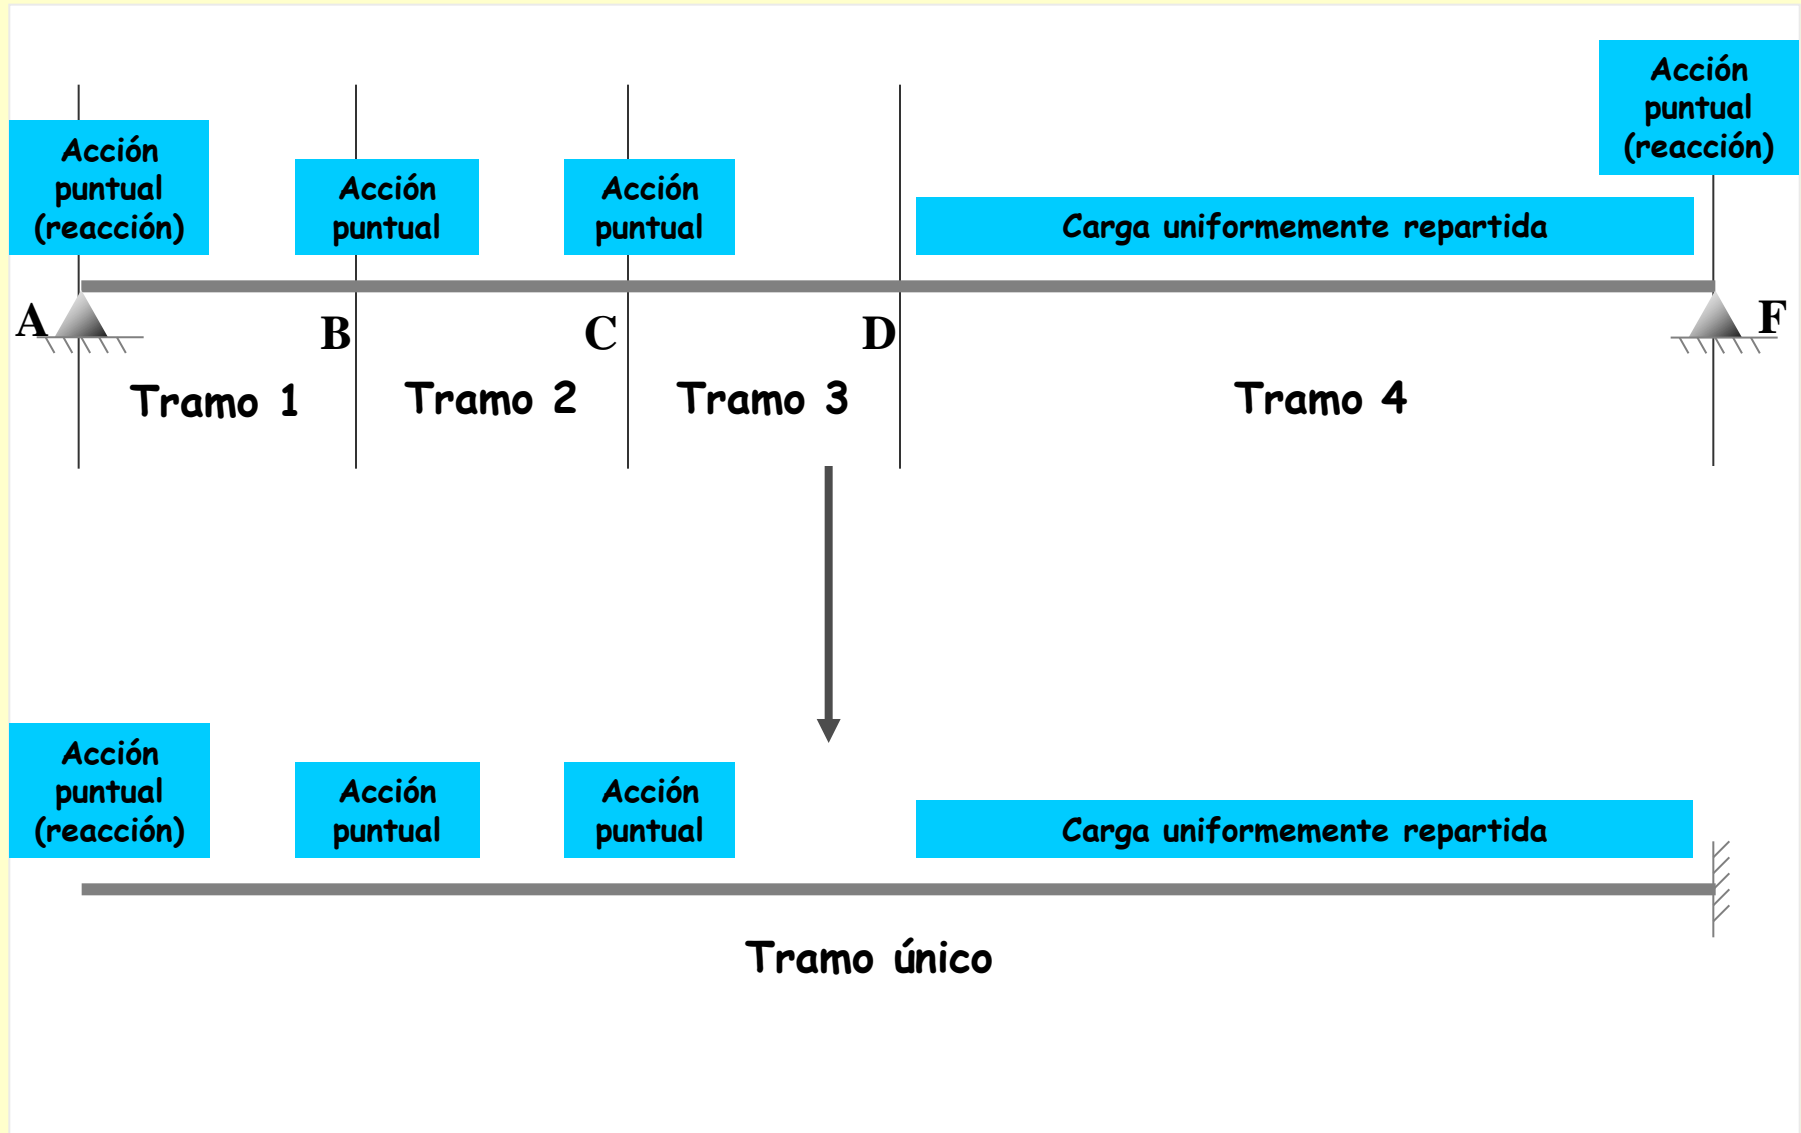 Acción
puntual
(reacción)
Acción
puntual
Acción
puntual
Carga uniformemente repartida
Acción
puntual
(reacción)
A
B
C
D
F
Tramo 1
Tramo 2
Tramo 3
Tramo 4
Acción
puntual
(reacción)
Acción
puntual
Acción
puntual
Carga uniformemente repartida
Tramo único